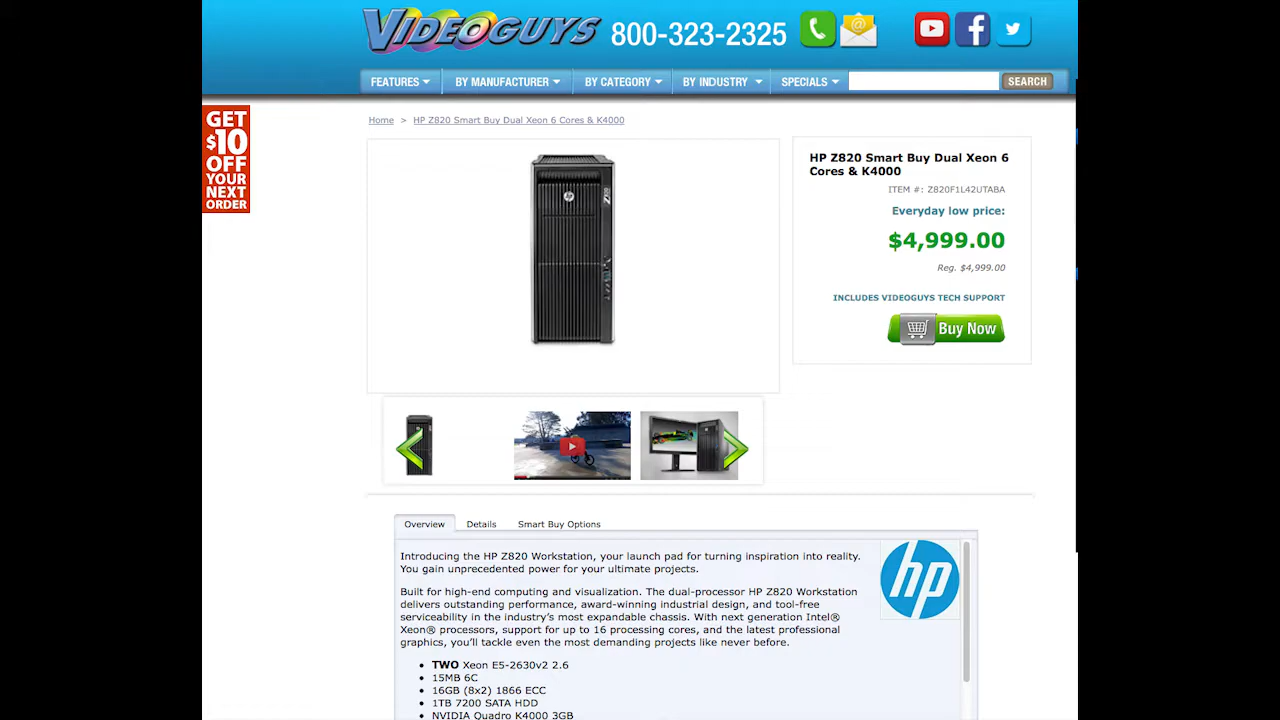 VIDEOGUYS 800-323-2325
FEATURES BY MANUFACTURER BY CATEGORY BY INDUSTRY SPECIALS SEARCH
GET
$10
OFF
YOUR
NEXT
ORDER
Home > HP Z820 Smart Buy Dual Xeon 6 Cores & K4000
HP Z820 Smart Buy Dual Xeon 6
Cores & K4000
ITEM #: Z820F1L42UTABA
Everyday low price:
$4,999.00
Reg. $4,999.00
INCLUDES VIDEOGUYS TECH SUPPORT
Buy Now
Overview Details Smart Buy Options
Introducing the HP Z820 Workstation, your launch pad for turning inspiration into reality.
You gain unprecedented power for your ultimate projects.
Built for high-end computing and visualization. The dual-processor HP Z820 Workstation
delivers outstanding performance, award-winning industrial design, and tool-free
serviceability in the industry's most expandable chassis. With next generation Intel®
Xeon® processors, support for up to 16 processing cores, and the latest professional
graphics, you'll tackle even the most demanding projects like never before.
hp
• TWO Xeon E5-2630v2 2.6
• 15MB 6C
• 16GB (8x2) 1866 ECC
• 1TB 7200 SATA HDD
• NVIDIA Quadro K4000 3GB